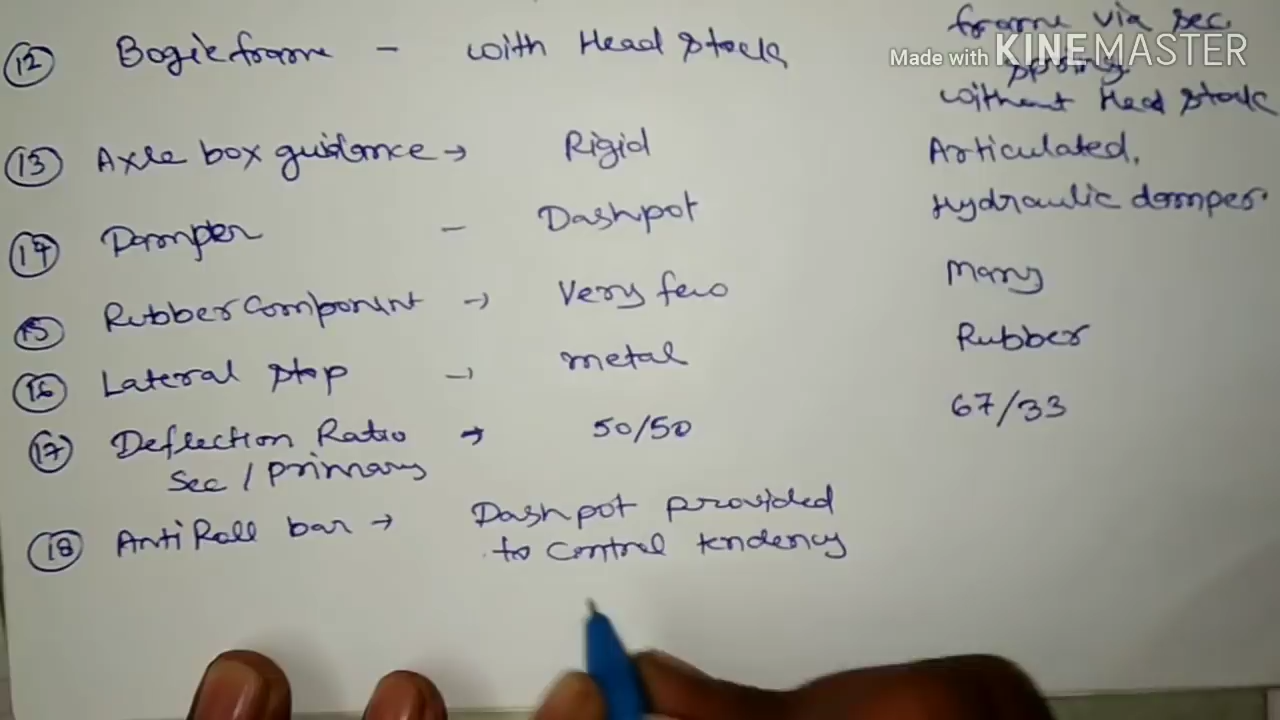 frame via sec.
Made with KINEMASTER
spring.
12 Bogie frame - with Head stock without Head stock
13 Axle box guidance → Rigid Articulated.
14 Damper - Dashpot Hydraulic damper.
15 Rubber Component → Very few Many
16 Lateral stop → metal Rubber
17 Deflection Ratio → 50/50 67/33
Sec / primary
18 Anti Roll bar → Dashpot provided
to control tendency